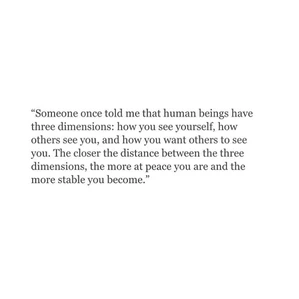 “Someone once told me that human beings have
three dimensions: how you see yourself, how
others see you, and how you want others to see
you. The closer the distance between the three
dimensions, the more at peace you are and the
more stable you become.”